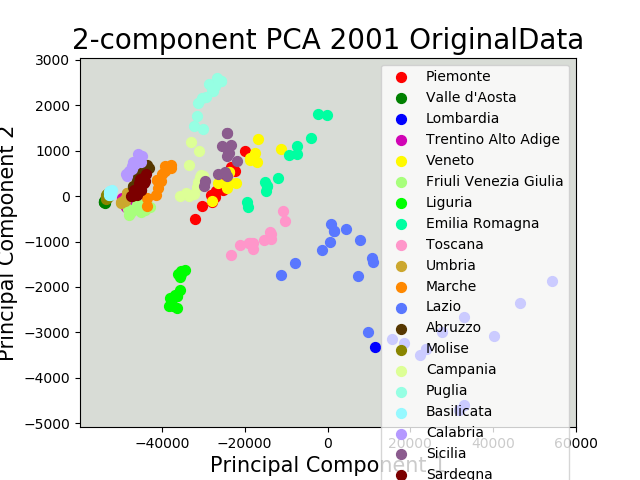 2-component PCA 2001 OriginalData
3000
2000
1000
0
−1000
−2000
−3000
−4000
−5000
Principal Component 2
−40000
−20000
0
20000
40000
60000
Principal Component 1
Piemonte
Valle d'Aosta
Lombardia
Trentino Alto Adige
Veneto
Friuli Venezia Giulia
Liguria
Emilia Romagna
Toscana
Umbria
Marche
Lazio
Abruzzo
Molise
Campania
Puglia
Basilicata
Calabria
Sicilia
Sardegna